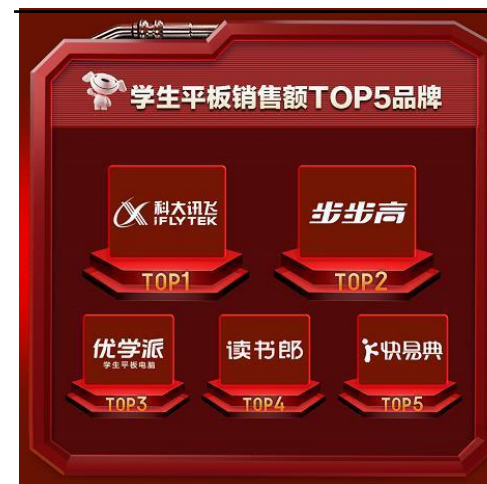 学生平板销售额TOP5品牌
科大讯飞
iFLYTEK
步步高
TOP1
TOP2
优学派
学生平板电脑
读书郎
快易典
TOP3
TOP4
TOP5